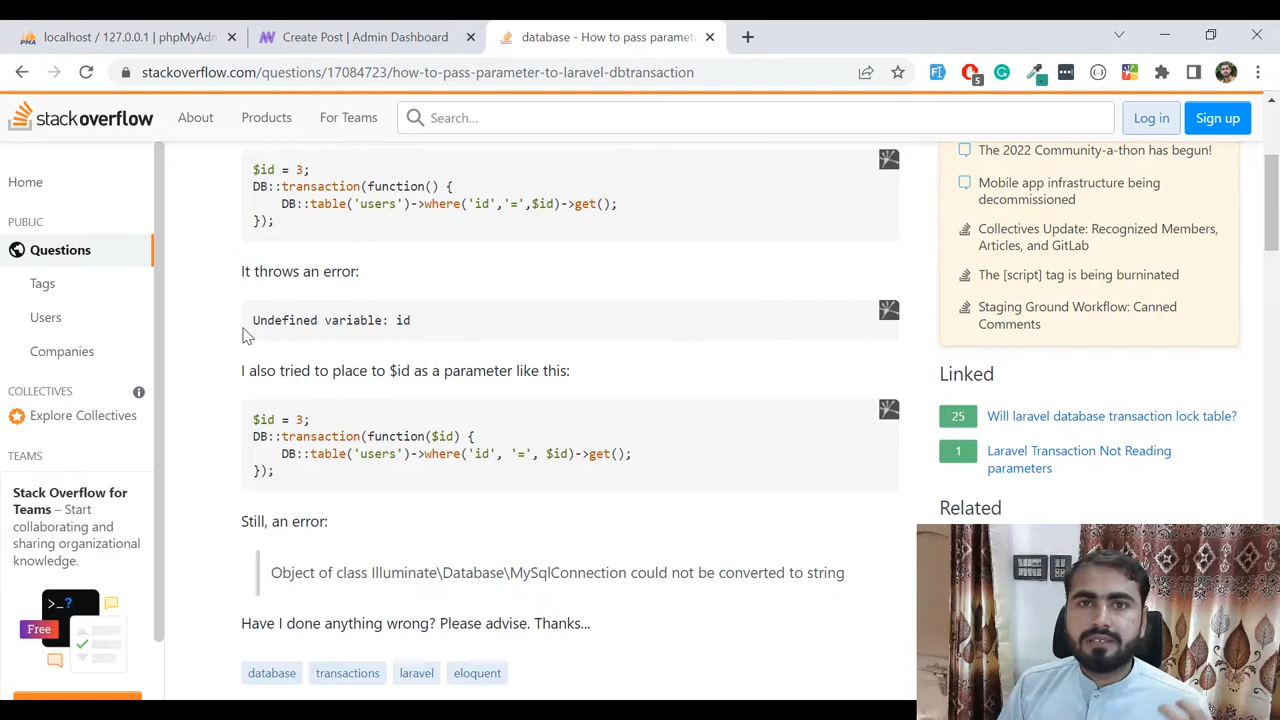 localhost / 127.0.0.1 | phpMyAdn
Create Post | Admin Dashboard
database - How to pass paramete
stackoverflow.com/questions/17084723/how-to-pass-parameter-to-laravel-dbtransaction
5
stackoverflow
About
Products
For Teams
Search...
Log in
Sign up
Home
PUBLIC
Questions
Tags
Users
Companies
COLLECTIVES
Explore Collectives
TEAMS
Stack Overflow for
Teams – Start
collaborating and
sharing organizational
knowledge.
>_?
Free
$id = 3;
DB::transaction(function() {
DB::table('users')->where('id','=',$id)->get();
});
It throws an error:
Undefined variable: id
I also tried to place to $id as a parameter like this:
$id = 3;
DB::transaction(function($id) {
DB::table('users')->where('id', '=', $id)->get();
});
Still, an error:
Object of class Illuminate\Database\MySqlConnection could not be converted to string
Have I done anything wrong? Please advise. Thanks...
database
transactions
laravel
eloquent
The 2022 Community-a-thon has begun!
Mobile app infrastructure being
decommissioned
Collectives Update: Recognized Members,
Articles, and GitLab
The [script] tag is being burninated
Staging Ground Workflow: Canned
Comments
Linked
25
Will laravel database transaction lock table?
1
Laravel Transaction Not Reading
parameters
Related